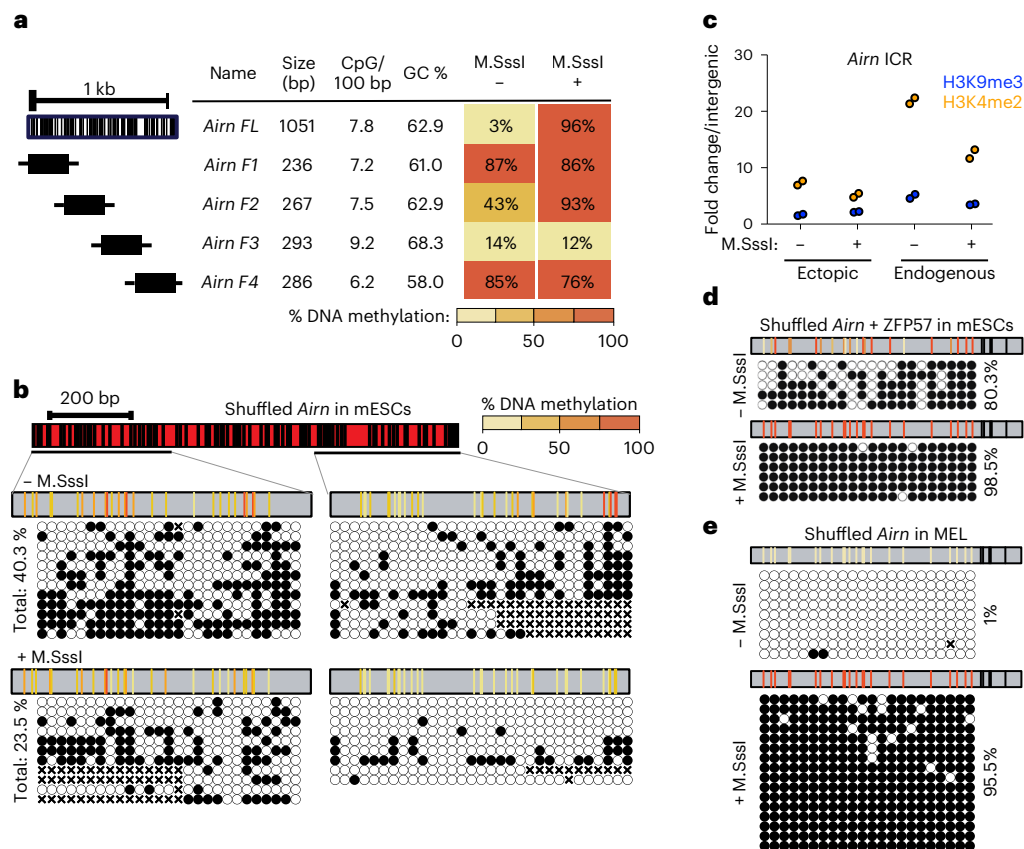 a
1 kb
Name Size (bp) CpG/ 100 bp GC % M.SssI – M.SssI +
Airn FL 1051 7.8 62.9 3% 96%
Airn F1 236 7.2 61.0 87% 86%
Airn F2 267 7.5 62.9 43% 93%
Airn F3 293 9.2 68.3 14% 12%
Airn F4 286 6.2 58.0 85% 76%
% DNA methylation:
0 50 100
b
200 bp
Shuffled Airn in mESCs
% DNA methylation
0 50 100
– M.SssI
Total: 40.3 %
+ M.SssI
Total: 23.5 %
c
Airn ICR
H3K9me3
H3K4me2
Fold change/intergenic
30
20
10
0
M.SssI: – + – +
Ectopic Endogenous
d
Shuffled Airn + ZFP57 in mESCs
– M.SssI
80.3%
+ M.SssI
98.5%
e
Shuffled Airn in MEL
– M.SssI
1%
+ M.SssI
95.5%